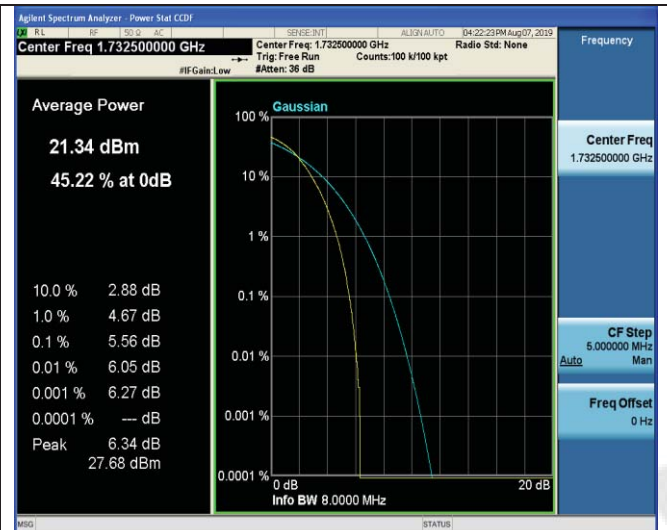 Agilent Spectrum Analyzer - Power Stat CCDF
RL RF 50 Ω AC SENSE:INT ALIGN AUTO 04:22:23 PM Aug 07, 2019
Center Freq 1.732500000 GHz
Center Freq: 1.732500000 GHz Radio Std: None
Trig: Free Run Counts:100 k/100 kpt
#IFGain:Low #Atten: 36 dB
Frequency
Average Power
21.34 dBm
45.22 % at 0dB
10.0 % 2.88 dB
1.0 % 4.67 dB
0.1 % 5.56 dB
0.01 % 6.05 dB
0.001 % 6.27 dB
0.0001 % --- dB
Peak 6.34 dB
27.68 dBm
Gaussian
100 %
10 %
1 %
0.1 %
0.01 %
0.001 %
0.0001 %
0 dB 20 dB
Info BW 8.0000 MHz
Center Freq
1.732500000 GHz
CF Step
5.000000 MHz
Auto Man
Freq Offset
0 Hz
MSG STATUS